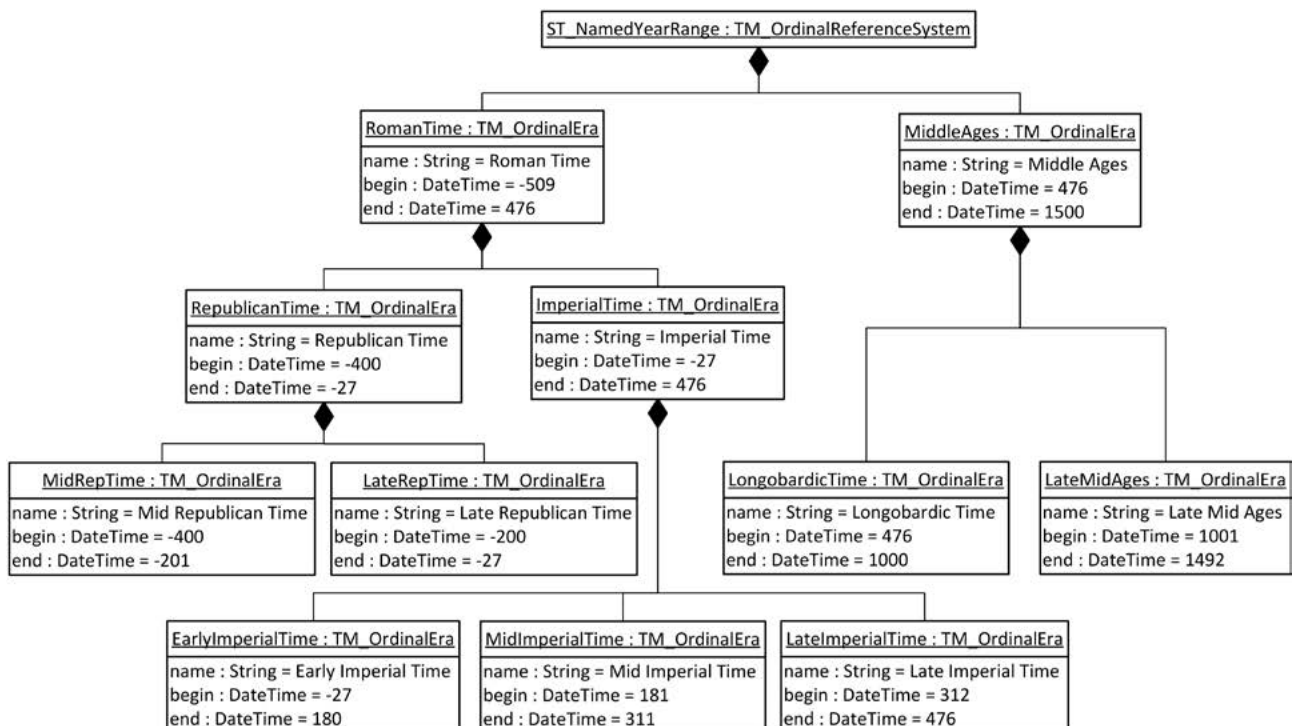 ST_NamedYearRange : TM_OrdinalReferenceSystem
RomanTime : TM_OrdinalEra
name : String = Roman Time
begin : DateTime = -509
end : DateTime = 476
MiddleAges : TM_OrdinalEra
name : String = Middle Ages
begin : DateTime = 476
end : DateTime = 1500
RepublicanTime : TM_OrdinalEra
name : String = Republican Time
begin : DateTime = -400
end : DateTime = -27
ImperialTime : TM_OrdinalEra
name : String = Imperial Time
begin : DateTime = -27
end : DateTime = 476
MidRepTime : TM_OrdinalEra
name : String = Mid Republican Time
begin : DateTime = -400
end : DateTime = -201
LateRepTime : TM_OrdinalEra
name : String = Late Republican Time
begin : DateTime = -200
end : DateTime = -27
LongobardicTime : TM_OrdinalEra
name : String = Longobardic Time
begin : DateTime = 476
end : DateTime = 1000
LateMidAges : TM_OrdinalEra
name : String = Late Mid Ages
begin : DateTime = 1001
end : DateTime = 1492
EarlyImperialTime : TM_OrdinalEra
name : String = Early Imperial Time
begin : DateTime = -27
end : DateTime = 180
MidImperialTime : TM_OrdinalEra
name : String = Mid Imperial Time
begin : DateTime = 181
end : DateTime = 311
LateImperialTime : TM_OrdinalEra
name : String = Late Imperial Time
begin : DateTime = 312
end : DateTime = 476